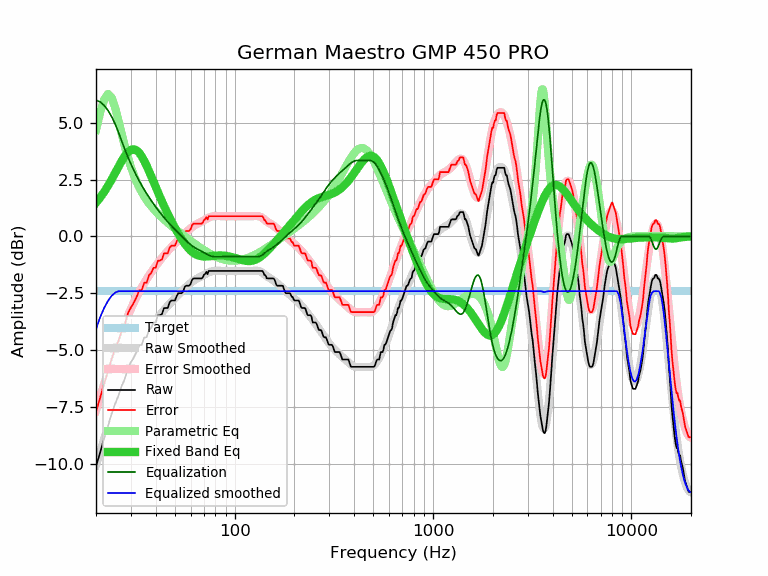 German Maestro GMP 450 PRO
Amplitude (dBr)
5.0
2.5
0.0
−2.5
−5.0
−7.5
−10.0
Target
Raw Smoothed
Error Smoothed
Raw
Error
Parametric Eq
Fixed Band Eq
Equalization
Equalized smoothed
100
1000
10000
Frequency (Hz)